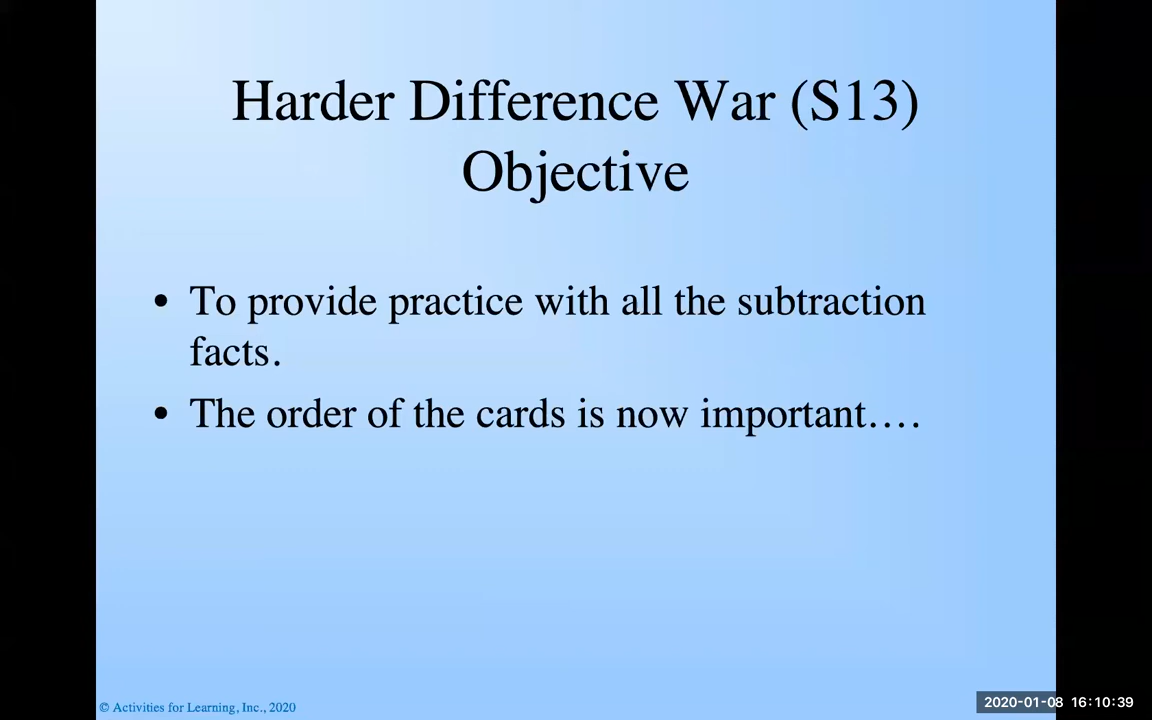 Harder Difference War (S13)
Objective
• To provide practice with all the subtraction
facts.
• The order of the cards is now important….
© Activities for Learning, Inc., 2020
2020-01-08 16:10:39